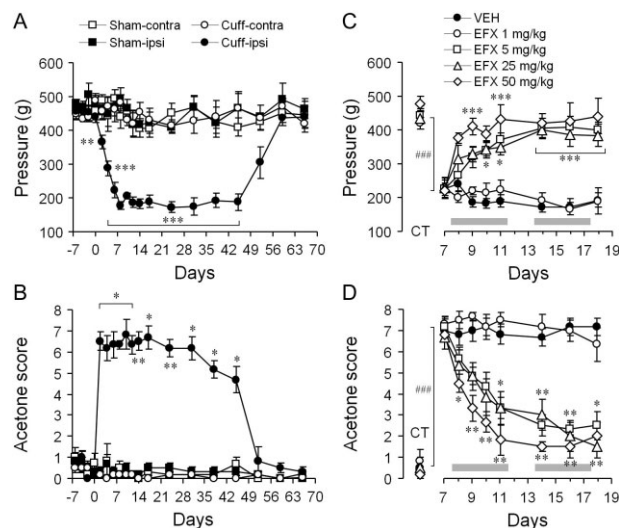 A
Sham-contra
Cuff-contra
Sham-ipsi
Cuff-ipsi
600
500
400
300
200
100
Pressure (g)
**
***
***
-7 0 7 14 21 28 35 42 49 56 63 70
Days
B
8
7
6
5
4
3
2
1
0
Acetone score
*
**
*
**
*
*
*
-7 0 7 14 21 28 35 42 49 56 63 70
Days
VEH
EFX 1 mg/kg
EFX 5 mg/kg
EFX 25 mg/kg
EFX 50 mg/kg
C
600
500
400
300
200
100
Pressure (g)
###
CT
***
***
*
*
***
7 9 11 13 15 17 19
Days
D
8
7
6
5
4
3
2
1
0
Acetone score
###
CT
*
**
**
*
**
**
**
**
*
**
7 9 11 13 15 17 19
Days